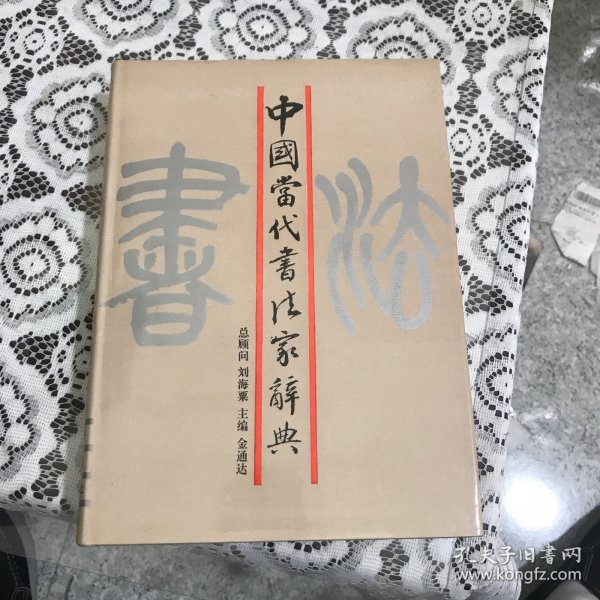 中國當代書法家辭典
書法
总顾问 刘海粟 主编 金通达
孔夫子旧书网
www.kongfz.com